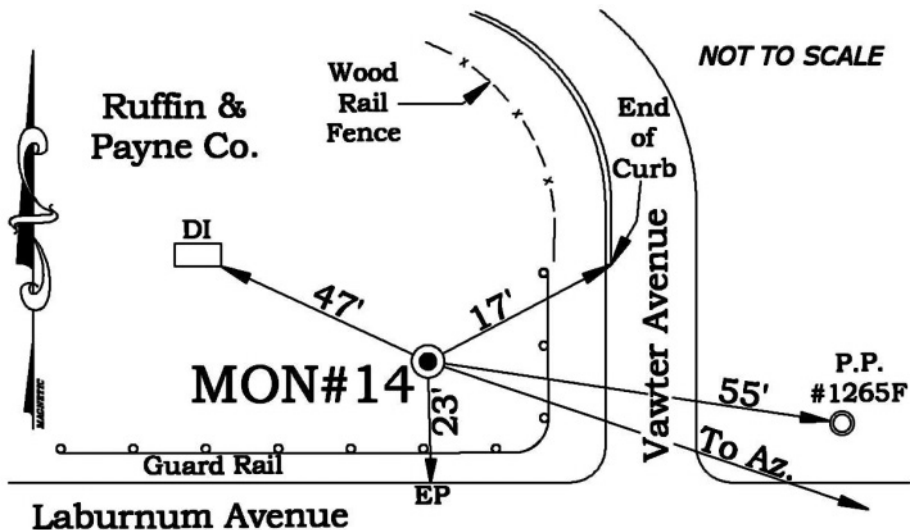 NOT TO SCALE
Wood
Rail
Fence
Ruffin &
Payne Co.
End
of
Curb
DI
47'
17'
Vawter Avenue
MON#14
23'
55'
P.P.
#1265F
To Az.
MAGNETIC
Guard Rail
EP
Laburnum Avenue